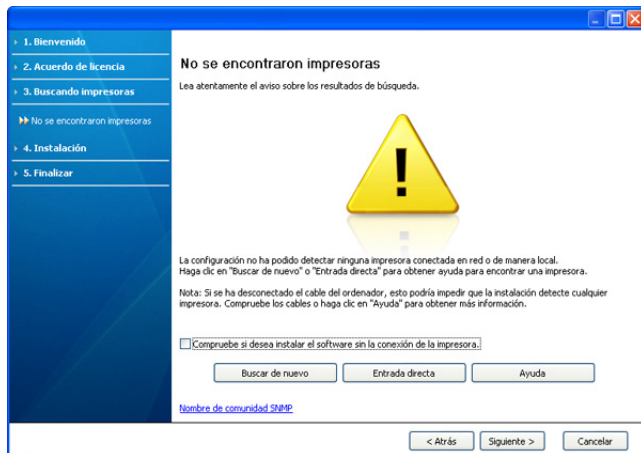 1. Bienvenido
2. Acuerdo de licencia
3. Buscando impresoras
No se encontraron impresoras
4. Instalación
5. Finalizar
No se encontraron impresoras
Lea atentamente el aviso sobre los resultados de búsqueda.
!
La configuración no ha podido detectar ninguna impresora conectada en red o de manera local.
Haga clic en "Buscar de nuevo" o "Entrada directa" para obtener ayuda para encontrar una impresora.
Nota: Si se ha desconectado el cable del ordenador, esto podría impedir que la instalación detecte cualquier
impresora. Compruebe los cables o haga clic en "Ayuda" para obtener más información.
Compruebe si desea instalar el software sin la conexión de la impresora.
Buscar de nuevo
Entrada directa
Ayuda
Nombre de comunidad SNMP
< Atrás
Siguiente >
Cancelar